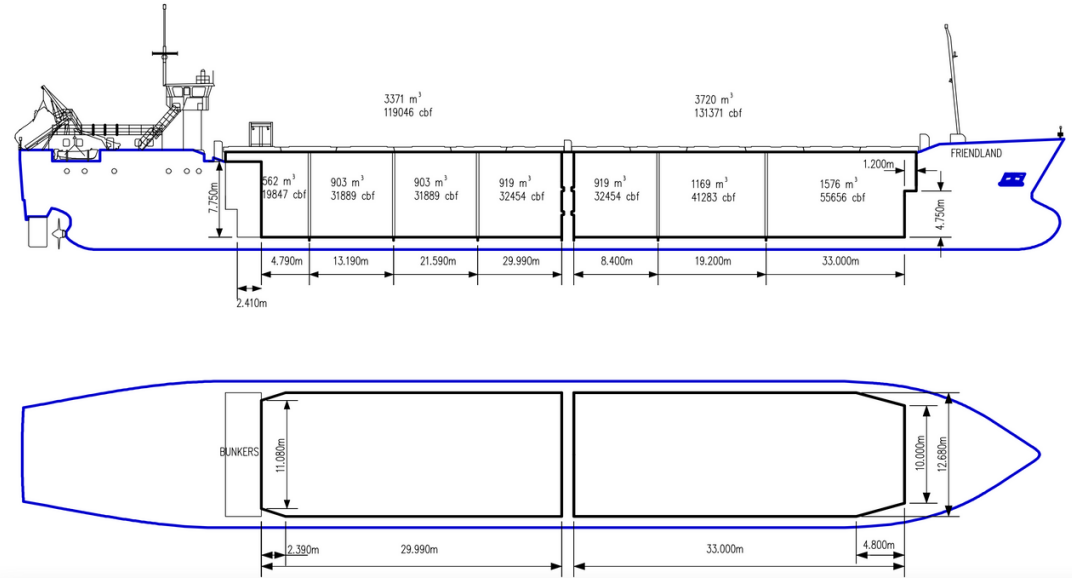 3371 m³
119046 cbf
3720 m³
131371 cbf
FRIENDLAND
1.200m
562 m³
19847 cbf
903 m³
31889 cbf
903 m³
31889 cbf
919 m³
32454 cbf
919 m³
32454 cbf
1169 m³
41283 cbf
1576 m³
55656 cbf
7.750m
4.750m
4.790m
13.190m
21.590m
29.990m
8.400m
19.200m
33.000m
2.410m
BUNKERS
11.080m
10.000m
12.680m
2.390m
29.990m
33.000m
4.800m